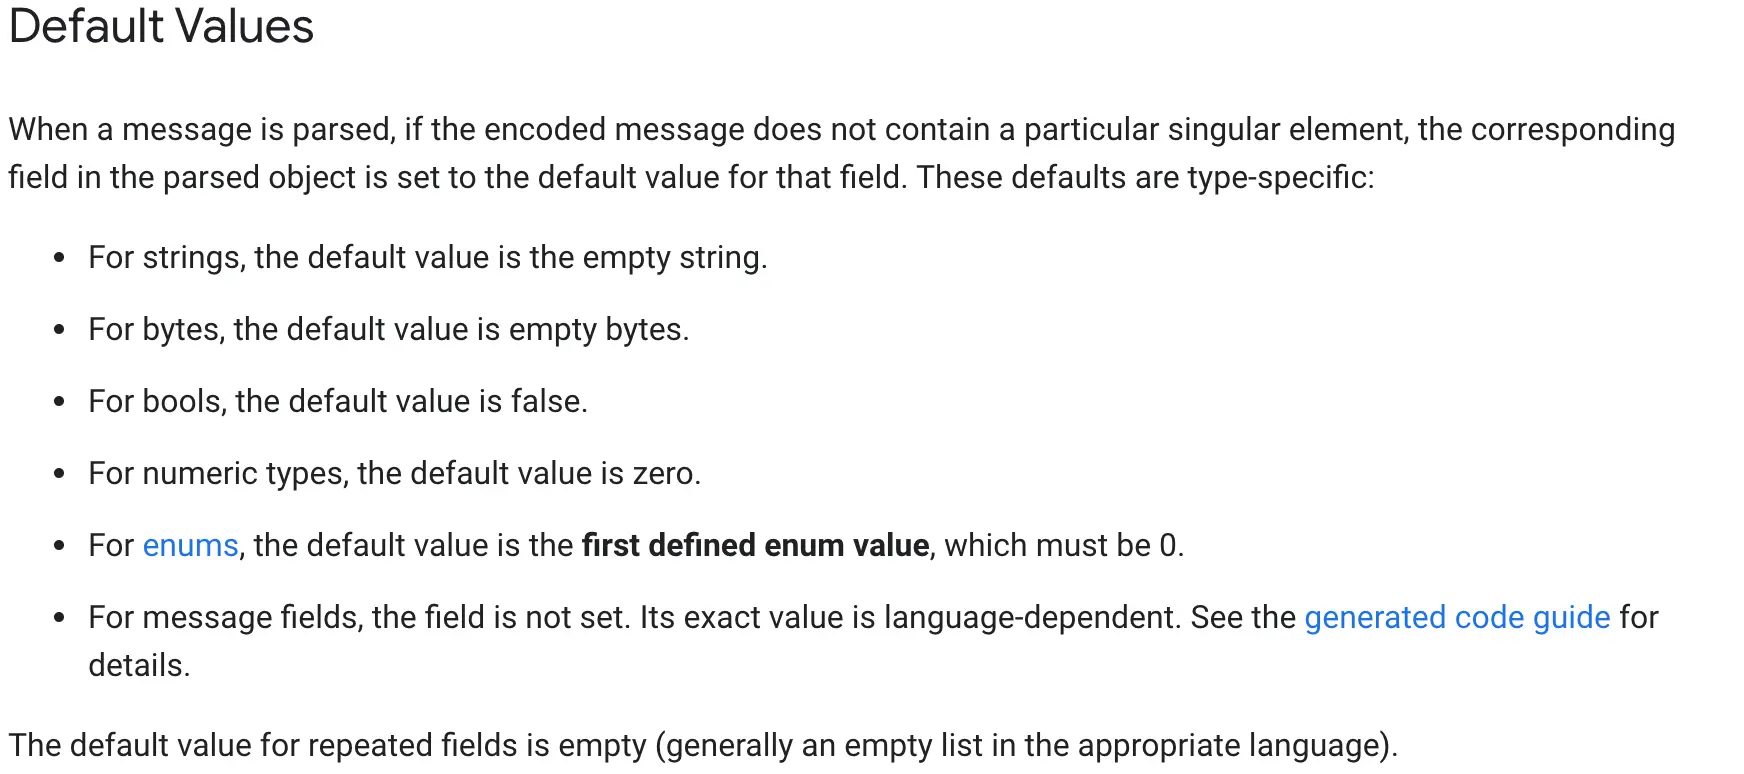 Default Values
When a message is parsed, if the encoded message does not contain a particular singular element, the corresponding
field in the parsed object is set to the default value for that field. These defaults are type-specific:
• For strings, the default value is the empty string.
• For bytes, the default value is empty bytes.
• For bools, the default value is false.
• For numeric types, the default value is zero.
• For enums, the default value is the first defined enum value, which must be 0.
• For message fields, the field is not set. Its exact value is language-dependent. See the generated code guide for
details.
The default value for repeated fields is empty (generally an empty list in the appropriate language).